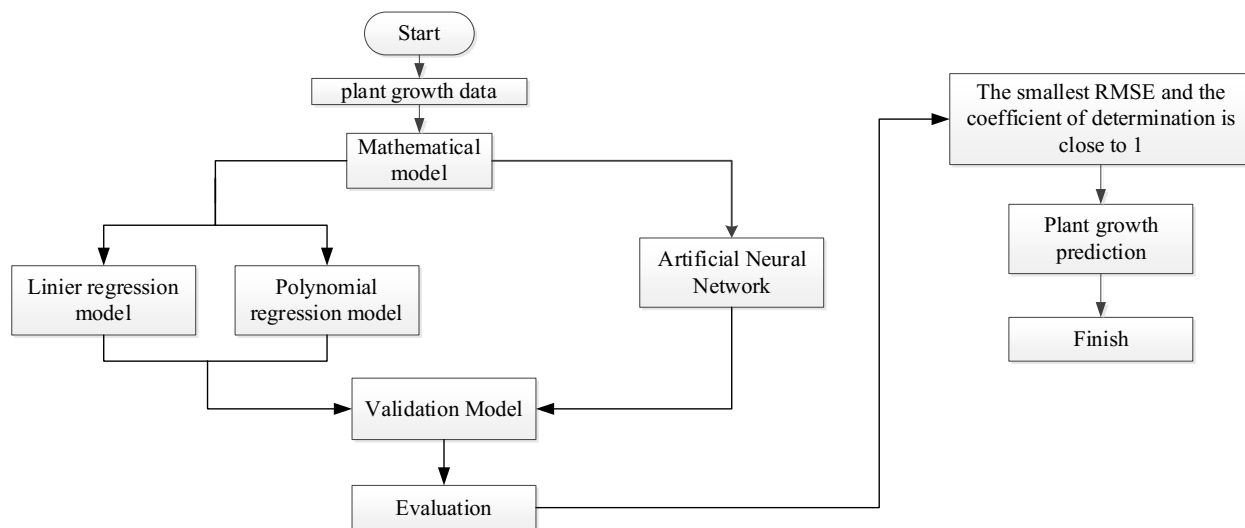 Start
plant growth data
Mathematical
model
Linier regression
model
Polynomial
regression model
Artificial Neural
Network
Validation Model
Evaluation
The smallest RMSE and the
coefficient of determination is
close to 1
Plant growth
prediction
Finish